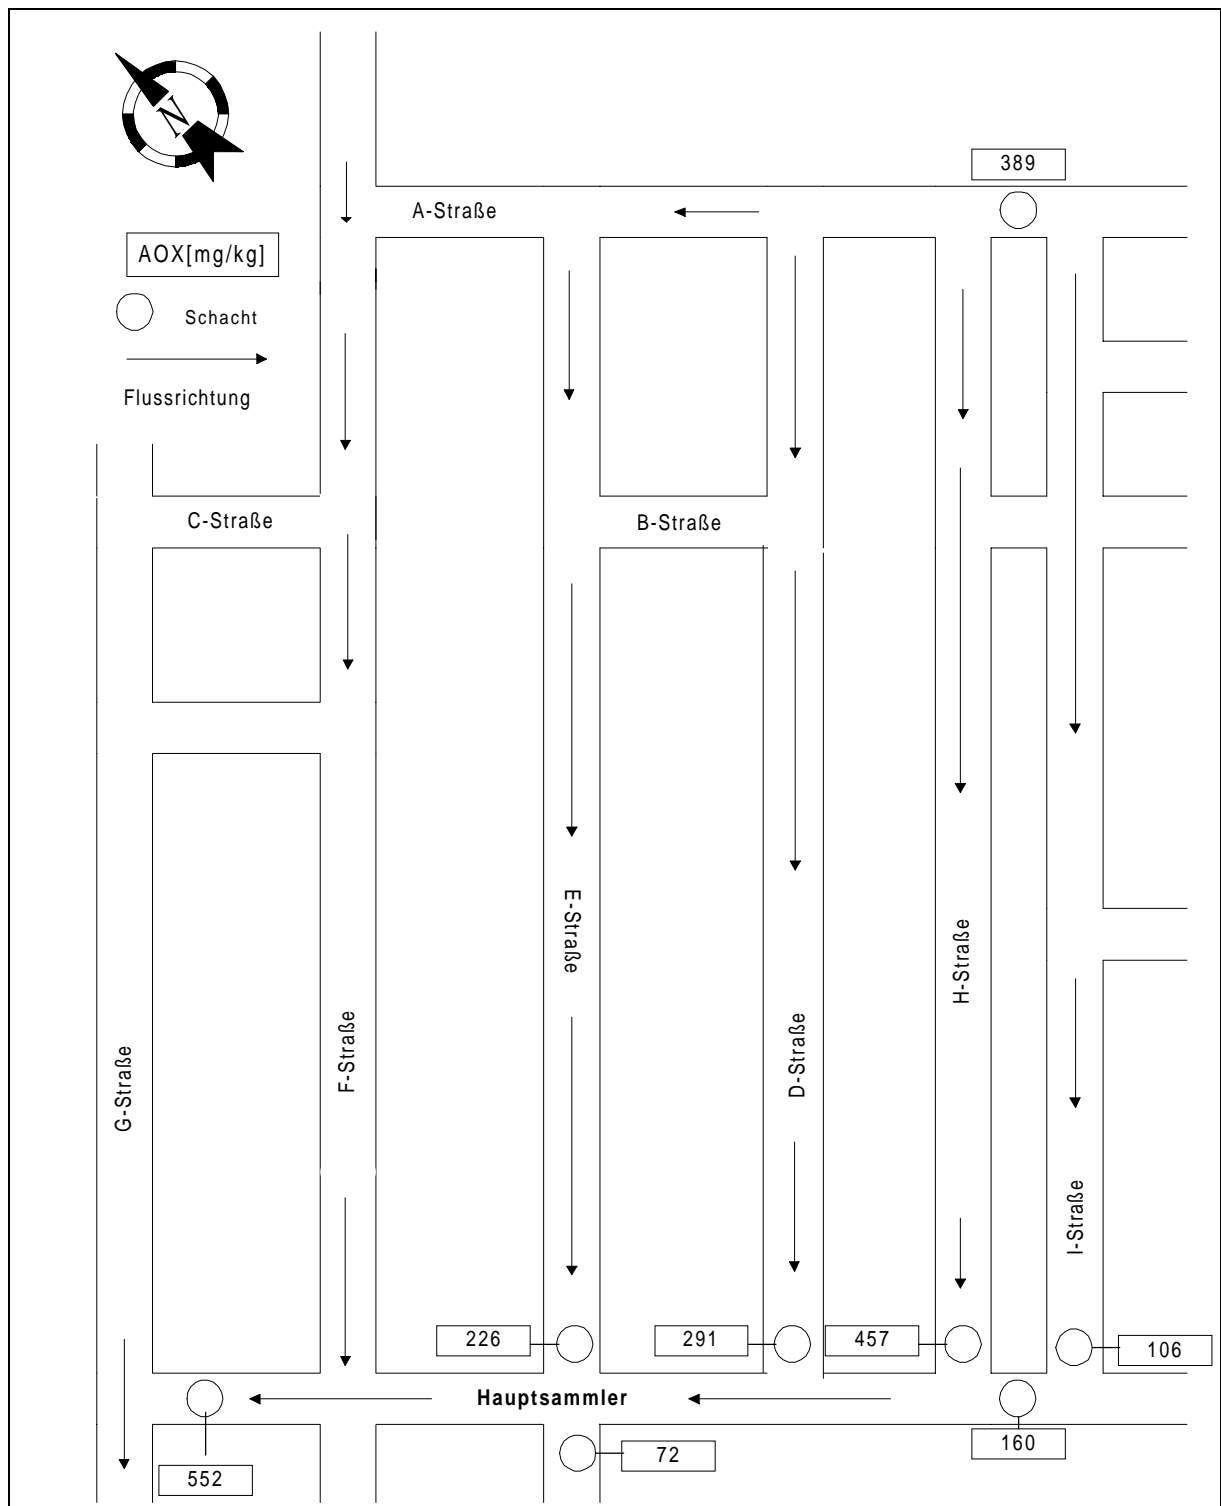 N
389
A-Straße
AOX[mg/kg]
Schacht
Flussrichtung
C-Straße
B-Straße
E-Straße
H-Straße
D-Straße
F-Straße
G-Straße
I-Straße
226
291
457
106
Hauptsammler
552
72
160